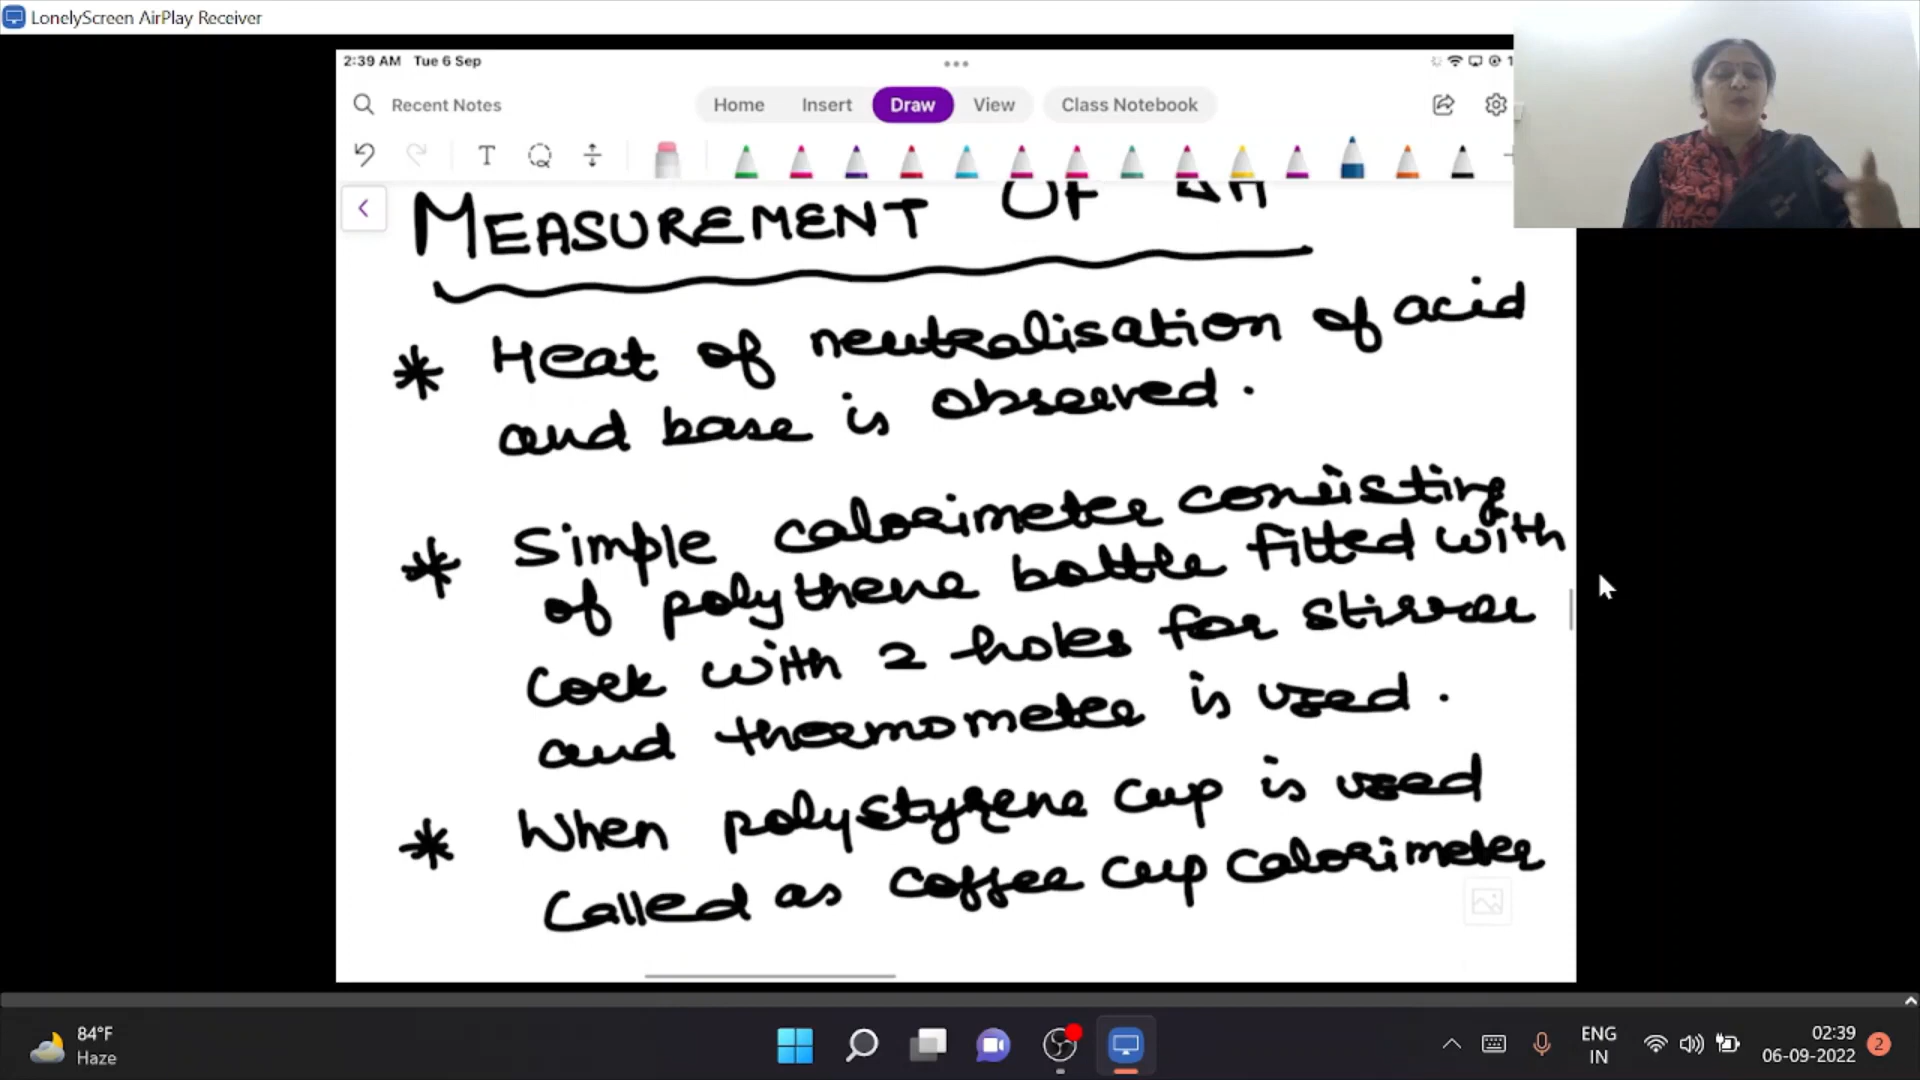 LonelyScreen AirPlay Receiver
2:39 AM Tue 6 Sep
Recent Notes
Home Insert Draw View Class Notebook
MEASUREMENT OF ΔH
* Heat of neutralisation of acid
and base is observed.
* Simple calorimeter consisting
of polythene bottle fitted with
cork with 2 holes for stirrer
and thermometer is used.
* When polystyrene cup is used
called as coffee cup calorimeter
84°F
Haze
ENG
IN
02:39
06-09-2022
2